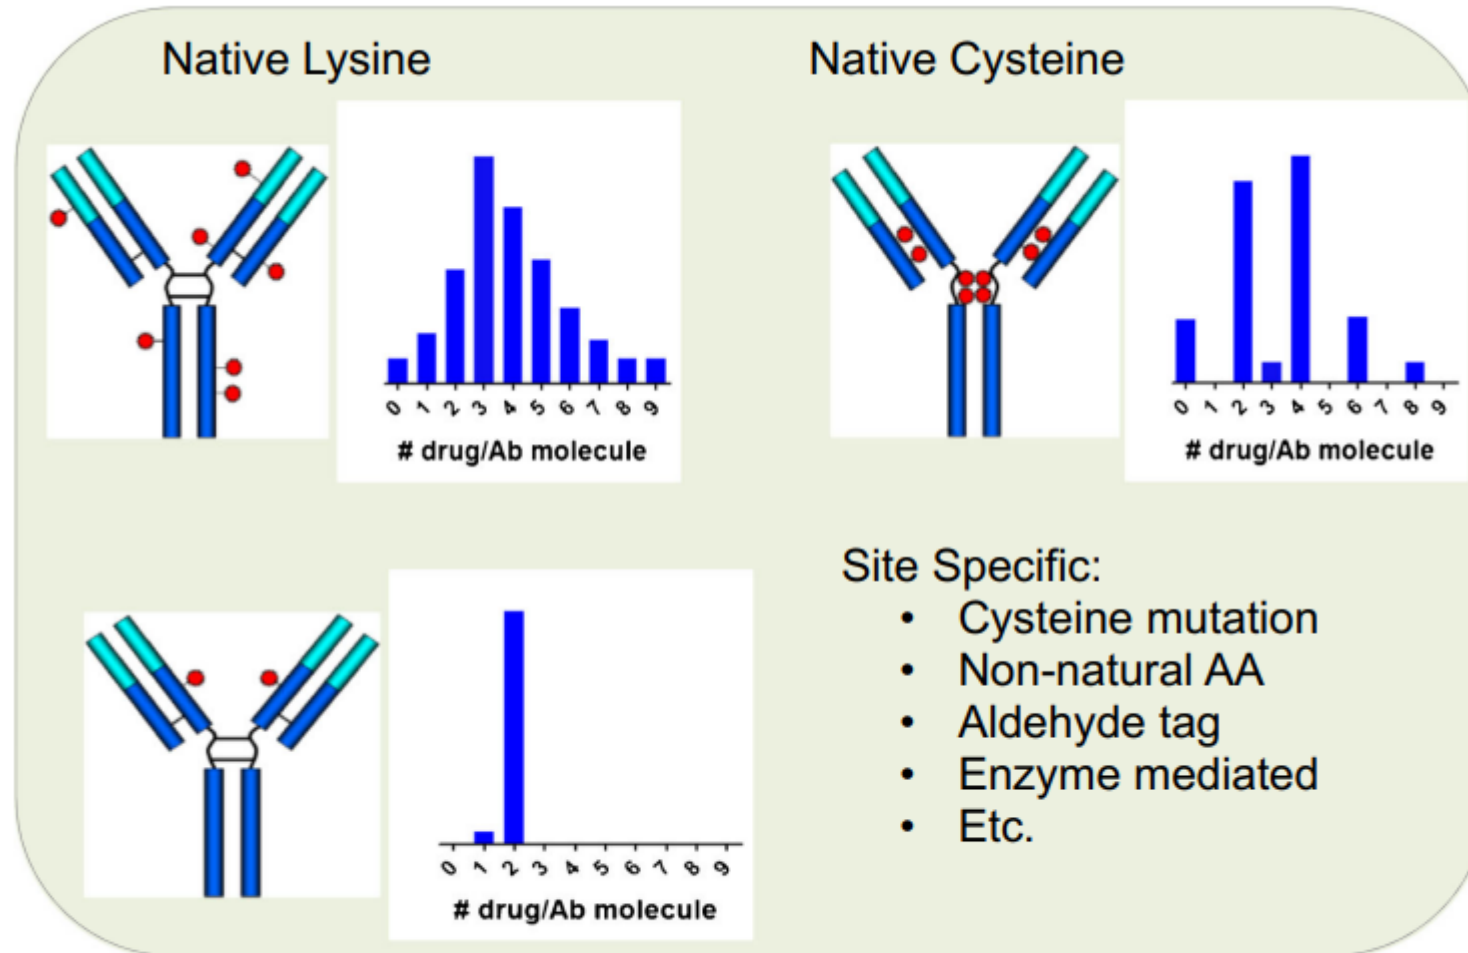 Native Lysine
0 1 2 3 4 5 6 7 8 9
# drug/Ab molecule
Native Cysteine
0 1 2 3 4 5 6 7 8 9
# drug/Ab molecule
0 1 2 3 4 5 6 7 8 9
# drug/Ab molecule
Site Specific:
• Cysteine mutation
• Non-natural AA
• Aldehyde tag
• Enzyme mediated
• Etc.